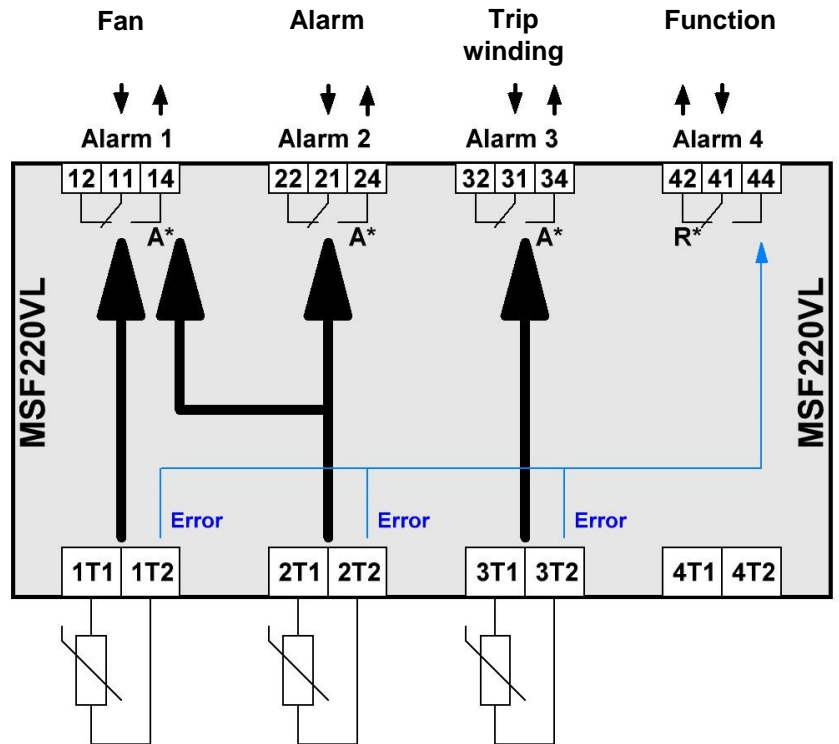 Fan Alarm Trip winding Function
Alarm 1 Alarm 2 Alarm 3 Alarm 4
12 11 14 22 21 24 32 31 34 42 41 44
A* A* A* R*
MSF220VL MSF220VL
Error Error Error
1T1 1T2 2T1 2T2 3T1 3T2 4T1 4T2